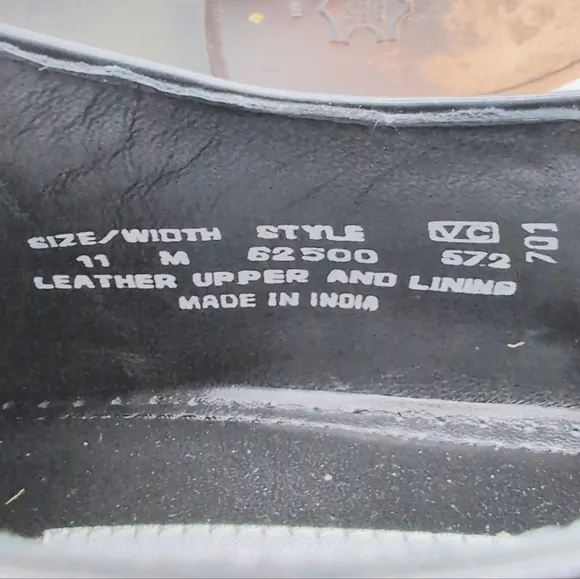 SIZE/WIDTH STYLE VC
11 M 62500 572
LEATHER UPPER AND LINING
MADE IN INDIA
701